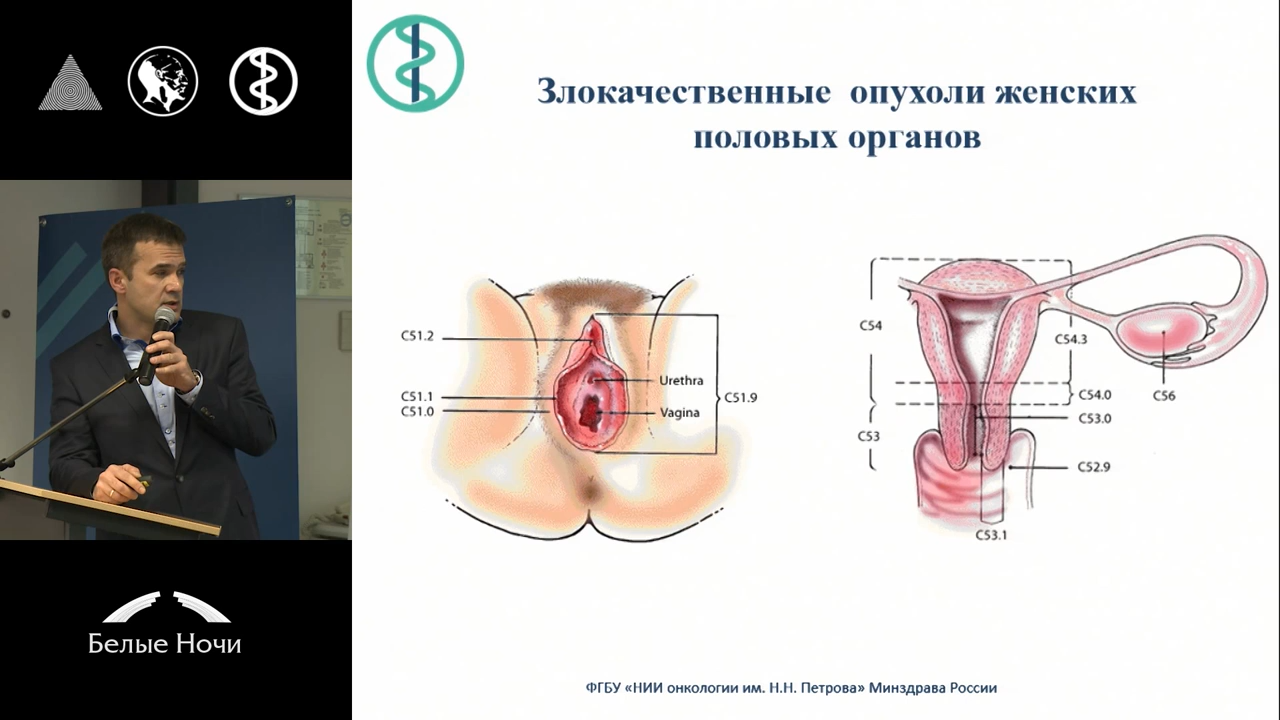 Злокачественные опухоли женских
половых органов
C51.2
C51.1
C51.0
Urethra
Vagina
C51.9
C54
C53
C54.3
C54.0
C53.0
C56
C52.9
C53.1
Белые Ночи
ФГБУ «НИИ онкологии им. Н.Н. Петрова» Минздрава России